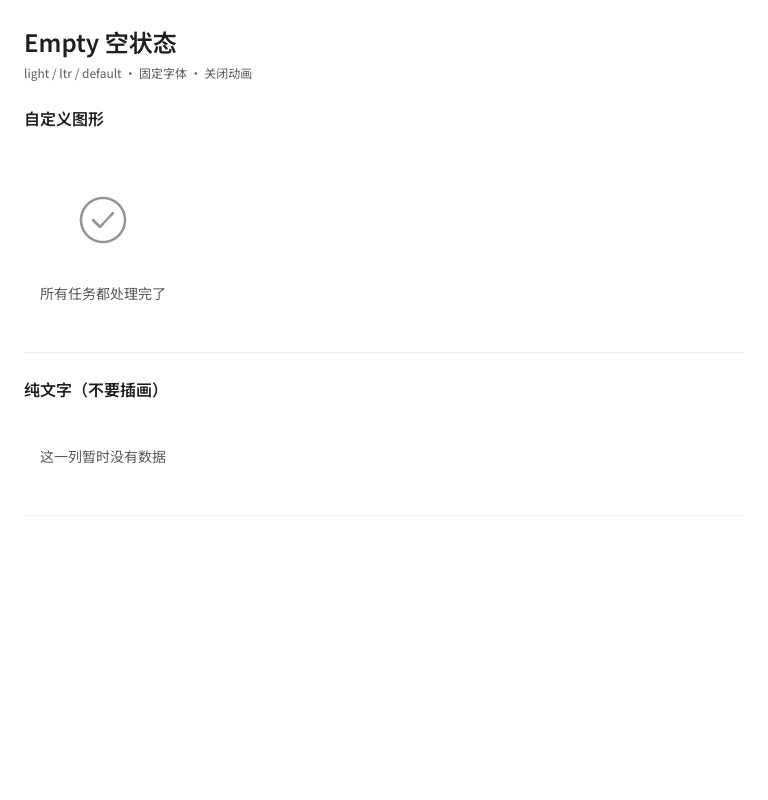 Empty 空状态
light / ltr / default · 固定字体 · 关闭动画
自定义图形
所有任务都处理完了
纯文字（不要插画）
这一列暂时没有数据